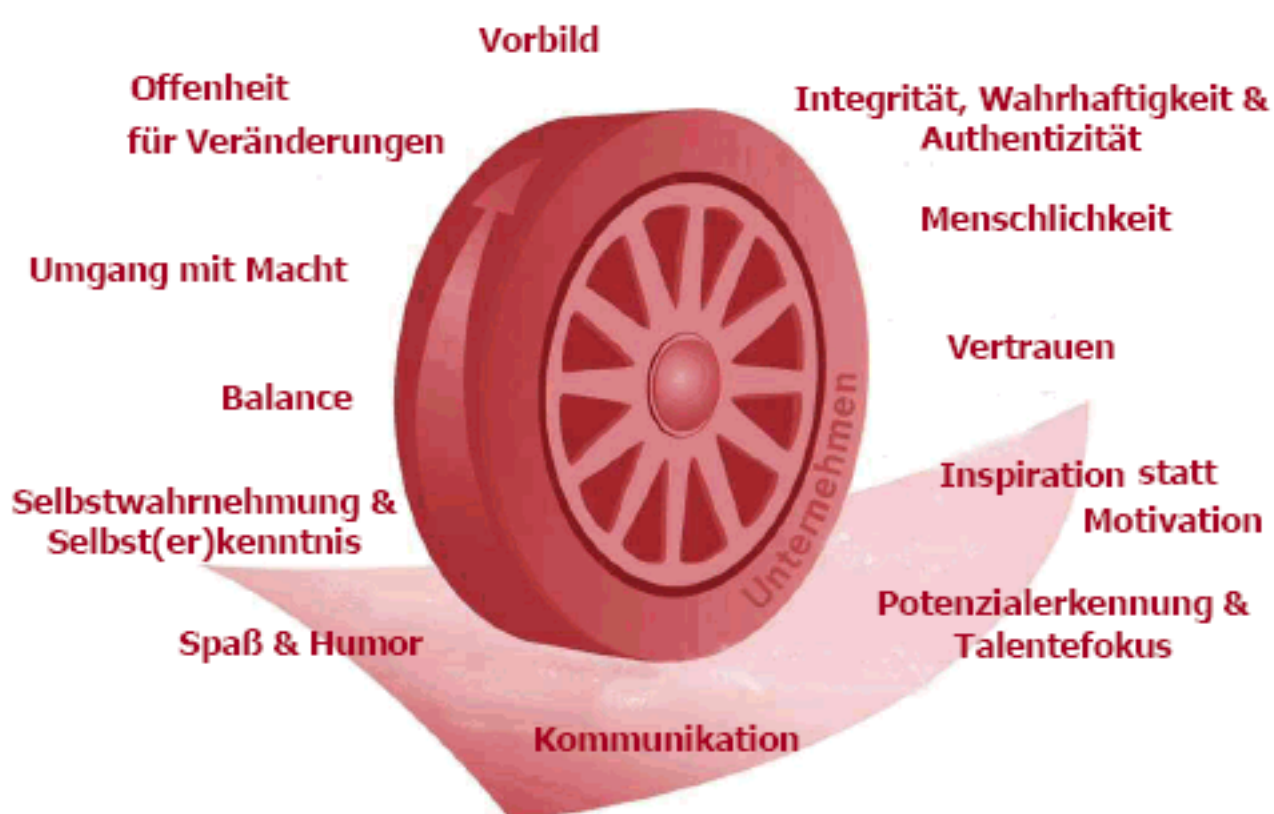 Vorbild
Offenheit
für Veränderungen
Integrität, Wahrhaftigkeit &
Authentizität
Menschlichkeit
Umgang mit Macht
Vertrauen
Balance
Unternehmen
Inspiration statt
Motivation
Selbstwahrnehmung &
Selbst(er)kenntnis
Potenzialerkennung &
Talentefokus
Spaß & Humor
Kommunikation